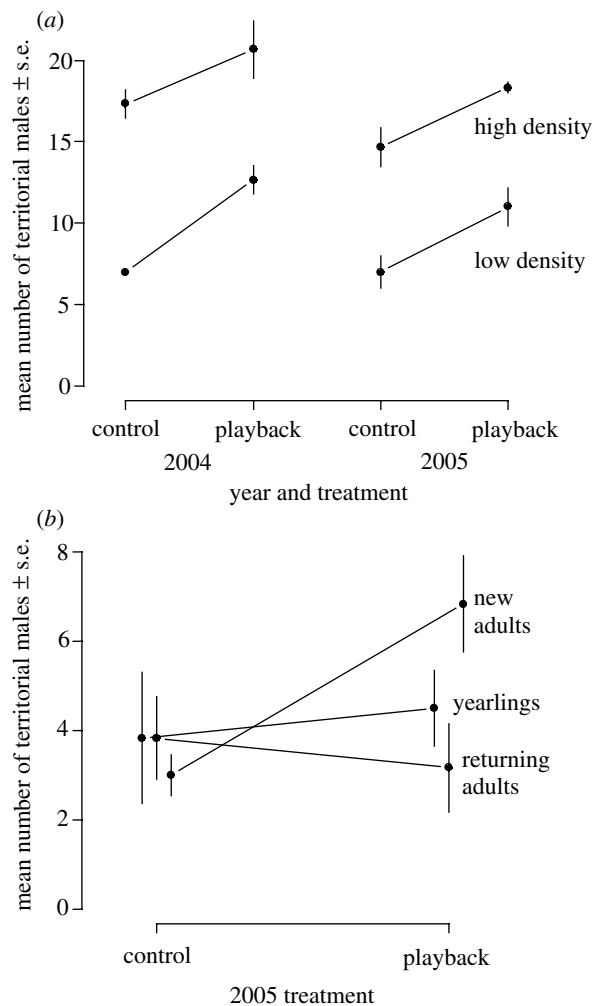 (a)
mean number of territorial males ± s.e.
20
15
10
5
0
high density
low density
control
playback
control
playback
2004
2005
year and treatment
(b)
mean number of territorial males ± s.e.
8
6
4
2
0
new
adults
yearlings
returning
adults
control
playback
2005 treatment